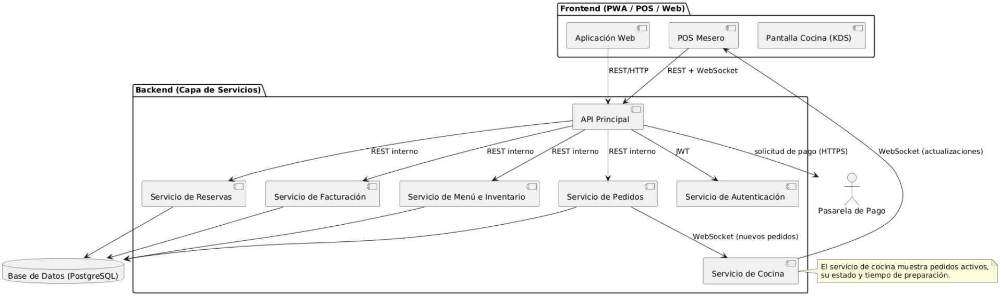 Frontend (PWA / POS / Web)
Aplicación Web
POS Mesero
Pantalla Cocina (KDS)
REST/HTTP
REST + WebSocket
Backend (Capa de Servicios)
API Principal
REST interno
REST interno
REST interno
REST interno
JWT
solicitud de pago (HTTPS)
WebSocket (actualizaciones)
Servicio de Reservas
Servicio de Facturación
Servicio de Menú e Inventario
Servicio de Pedidos
Servicio de Autenticación
Pasarela de Pago
WebSocket (nuevos pedidos)
Base de Datos (PostgreSQL)
Servicio de Cocina
El servicio de cocina muestra pedidos activos,
su estado y tiempo de preparación.